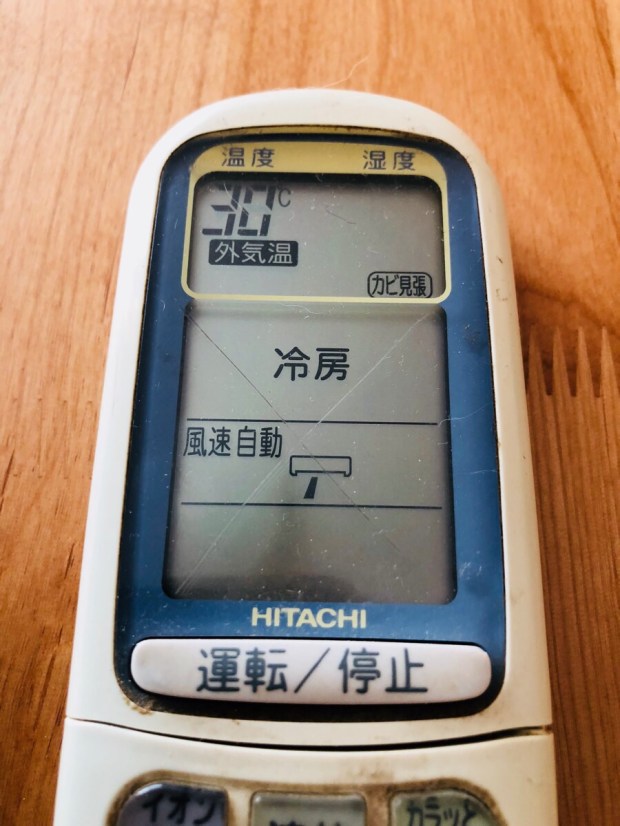 温度 湿度
30℃
外気温
カビ見張
冷房
風速自動
HITACHI
運転／停止
イオン
カラッと